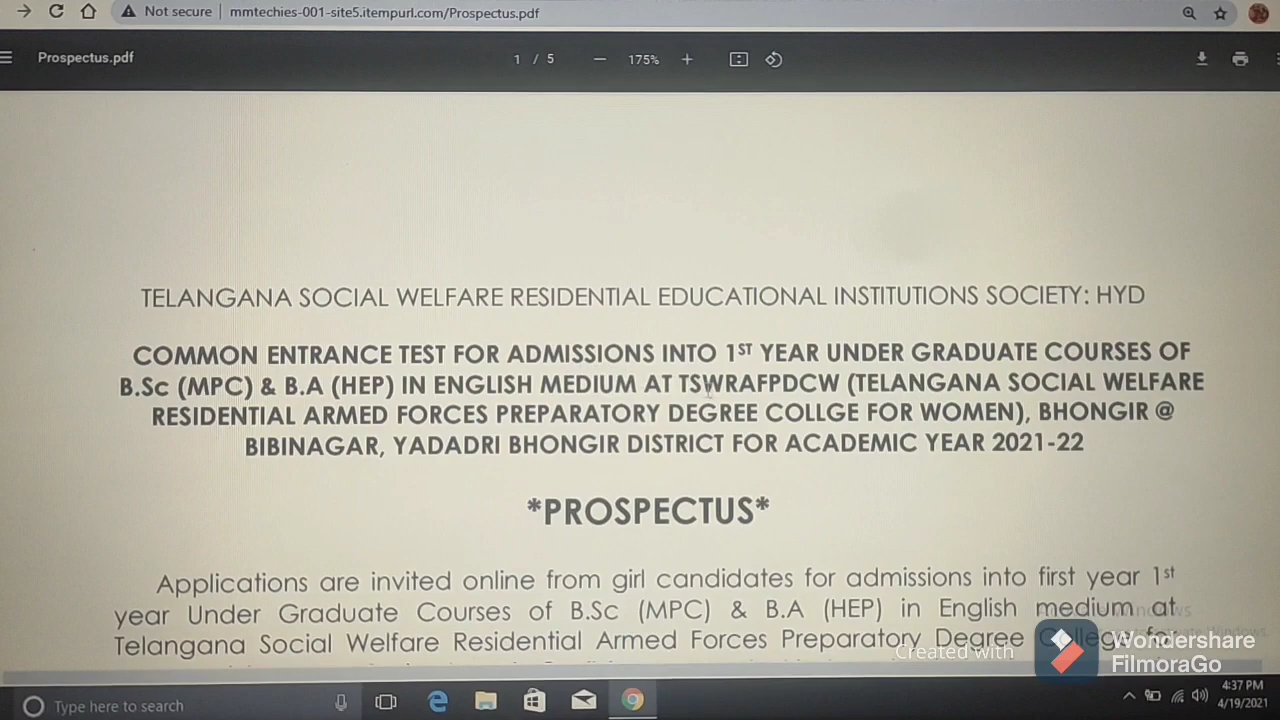 Not secure
mmtechies-001-site5.itempurl.com/Prospectus.pdf
Prospectus.pdf
1 / 5
175%
TELANGANA SOCIAL WELFARE RESIDENTIAL EDUCATIONAL INSTITUTIONS SOCIETY: HYD
COMMON ENTRANCE TEST FOR ADMISSIONS INTO 1ST YEAR UNDER GRADUATE COURSES OF
B.Sc (MPC) & B.A (HEP) IN ENGLISH MEDIUM AT TSWRAFPDCW (TELANGANA SOCIAL WELFARE
RESIDENTIAL ARMED FORCES PREPARATORY DEGREE COLLGE FOR WOMEN), BHONGIR @
BIBINAGAR, YADADRI BHONGIR DISTRICT FOR ACADEMIC YEAR 2021-22
*PROSPECTUS*
Applications are invited online from girl candidates for admissions into first year 1st
year Under Graduate Courses of B.Sc (MPC) & B.A (HEP) in English medium at
Telangana Social Welfare Residential Armed Forces Preparatory Degree
Created with
Wondershare
FilmoraGo
Type here to search
4:37 PM
4/19/2021